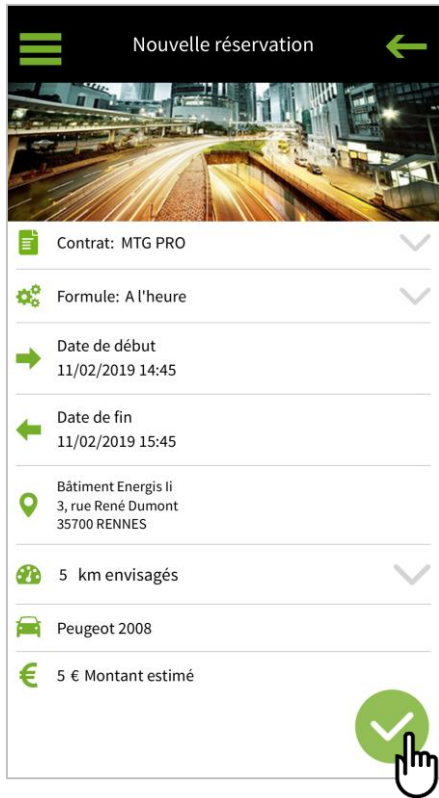 Nouvelle réservation
Contrat: MTG PRO
Formule: A l'heure
Date de début
11/02/2019 14:45
Date de fin
11/02/2019 15:45
Bâtiment Energis Ii
3, rue René Dumont
35700 RENNES
5 km envisagés
Peugeot 2008
5 € Montant estimé